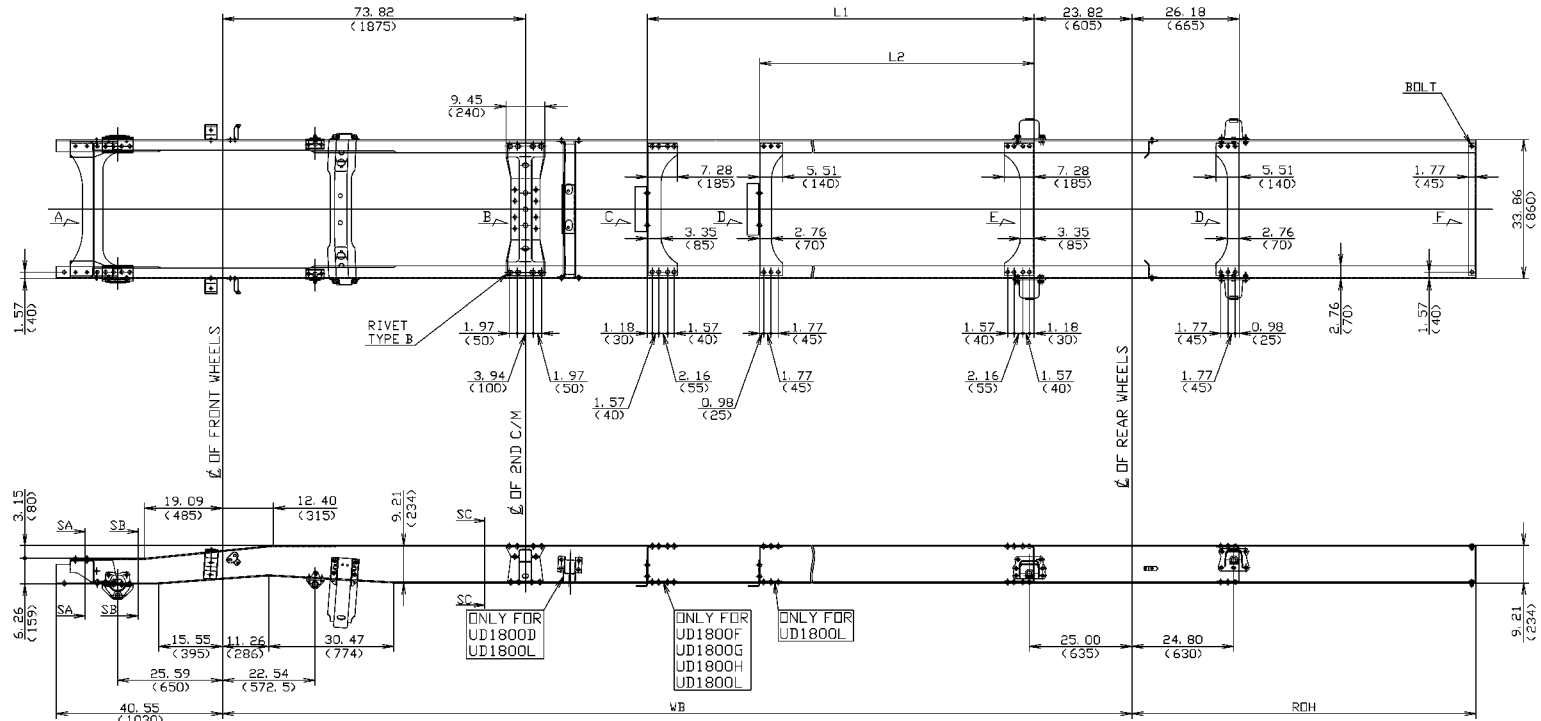 73.82
(1875)
L1
23.82
(605)
26.18
(665)
L2
9.45
(240)
BOLT
7.28
(185)
5.51
(140)
7.28
(185)
5.51
(140)
1.77
(45)
33.86
(860)
A
B
C
D
E
D
F
3.35
(85)
2.76
(70)
3.35
(85)
2.76
(70)
1.57
(40)
RIVET
TYPE B
1.97
(50)
1.18
(30)
1.57
(40)
1.77
(45)
1.57
(40)
1.18
(30)
1.77
(45)
0.98
(25)
2.76
(70)
1.57
(40)
3.94
(100)
1.97
(50)
2.16
(55)
1.77
(45)
2.16
(55)
1.57
(40)
1.77
(45)
1.57
(40)
0.98
(25)
℄ OF FRONT WHEELS
℄ OF 2ND C/M
℄ OF REAR WHEELS
3.15
(80)
19.09
(485)
12.40
(315)
9.21
(234)
SA
SB
SC
6.26
(159)
SA
SB
SC
ONLY FOR
UD1800D
UD1800L
ONLY FOR
UD1800F
UD1800G
UD1800H
UD1800L
ONLY FOR
UD1800L
9.21
(234)
15.55
(395)
11.26
(286)
30.47
(774)
25.00
(635)
24.80
(630)
25.59
(650)
22.54
(572.5)
40.55
(1030)
WB
ROH